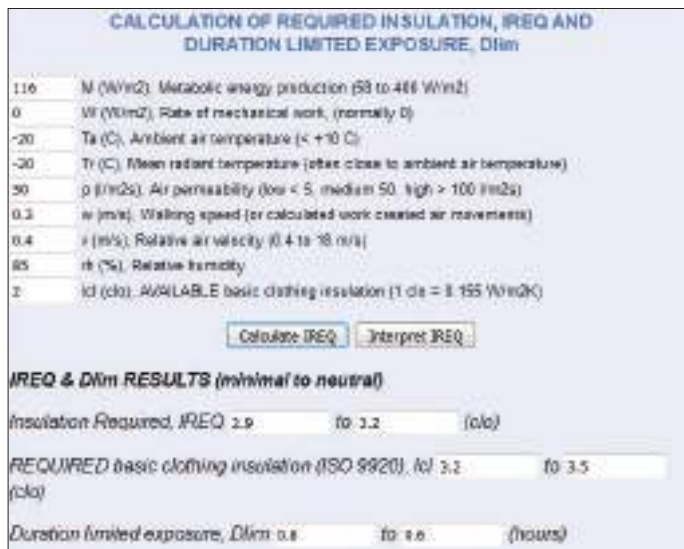 CALCULATION OF REQUIRED INSULATION, IREQ AND
DURATION LIMITED EXPOSURE, Dlim
116 M (W/m2), Metabolic energy production (58 to 400 W/m2)
0 W (W/m2), Rate of mechanical work, (normally 0)
-20 Ta (C), Ambient air temperature (< +10 C)
-20 Tr (C), Mean radiant temperature (often close to ambient air temperature)
50 p (l/m2s), Air permeability (low < 5, medium 50, high > 100 l/m2s)
0.3 w (m/s), Walking speed (or calculated work created air movements)
0.4 v (m/s), Relative air velocity (0.4 to 18 m/s)
85 rh (%), Relative humidity
2 Icl (clo), AVAILABLE basic clothing insulation (1 clo = 0.155 W/m2K)
Calculate IREQ Interpret IREQ
IREQ & Dlim RESULTS (minimal to neutral)
Insulation Required, IREQ 2.9 to 3.2 (clo)
REQUIRED basic clothing insulation (ISO 9920), Icl 3.2 to 3.5
(clo)
Duration limited exposure, Dlim to (hours)